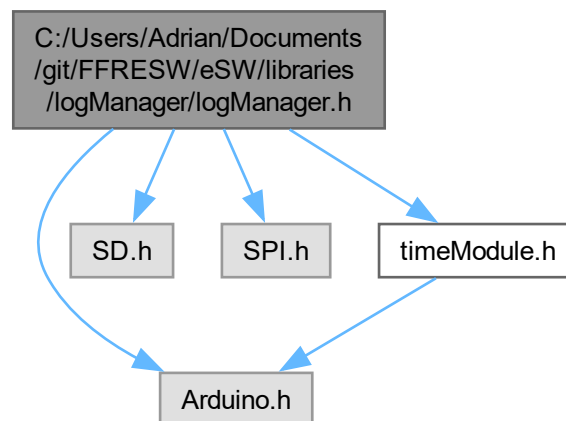 C:/Users/Adrian/Documents
/git/FFRESW/eSW/libraries
/logManager/logManager.h
SD.h
SPI.h
timeModule.h
Arduino.h